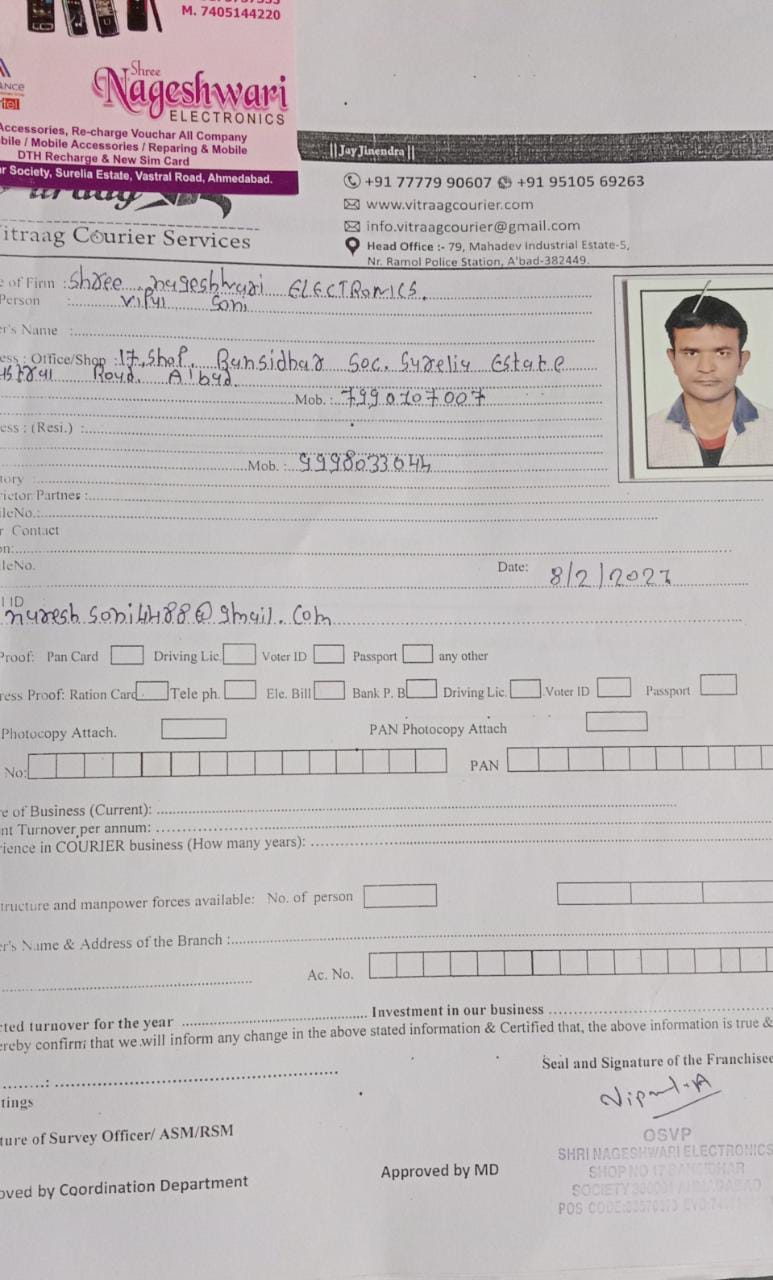 M. 7405144220
Shree
Nageshwari
ELECTRONICS
Accessories, Re-charge Vouchar All Company
bile / Mobile Accessories / Reparing & Mobile
DTH Recharge & New Sim Card
r Society, Surelia Estate, Vastral Road, Ahmedabad.
|| Jay Jinendra ||
+91 77779 90607 +91 95105 69263
www.vitraagcourier.com
info.vitraagcourier@gmail.com
Head Office :- 79, Mahadev Industrial Estate-5,
Nr. Ramol Police Station, A'bad-382449.
itraag Courier Services
e of Firm : Shree nageshwari ELECTRONICS.
Person : vipul Soni
er's Name :
ess : Office/Shop : 17, Shop, Bansidhar Soc. Surelia Estate
Road. A'bad
Mob. : 7990707007
ess : (Resi.) :
Mob. : 9998033044
tory :
rietor Partnes :
ileNo.:
r Contact
on:
leNo.
Date: 8/2/2021
ID
naresh.soni4488@gmail.com
Proof: Pan Card Driving Lic. Voter ID Passport any other
ress Proof: Ration Card Tele ph. Ele. Bill Bank P. B Driving Lic. Voter ID Passport
Photocopy Attach. PAN Photocopy Attach
No: PAN
re of Business (Current):
nt Turnover per annum:
rience in COURIER business (How many years):
tructure and manpower forces available: No. of person
er's Name & Address of the Branch :
Ac. No.
cted turnover for the year Investment in our business
ereby confirm that we will inform any change in the above stated information & Certified that, the above information is true &
Seal and Signature of the Franchisee
tings
Vipul.A
ture of Survey Officer/ ASM/RSM
OSVP
SHRI NAGESHWARI ELECTRONICS
SHOP NO 17 BANSIDHAR
SOCIETY AHMADABAD
POS CODE:
Approved by MD
oved by Coordination Department